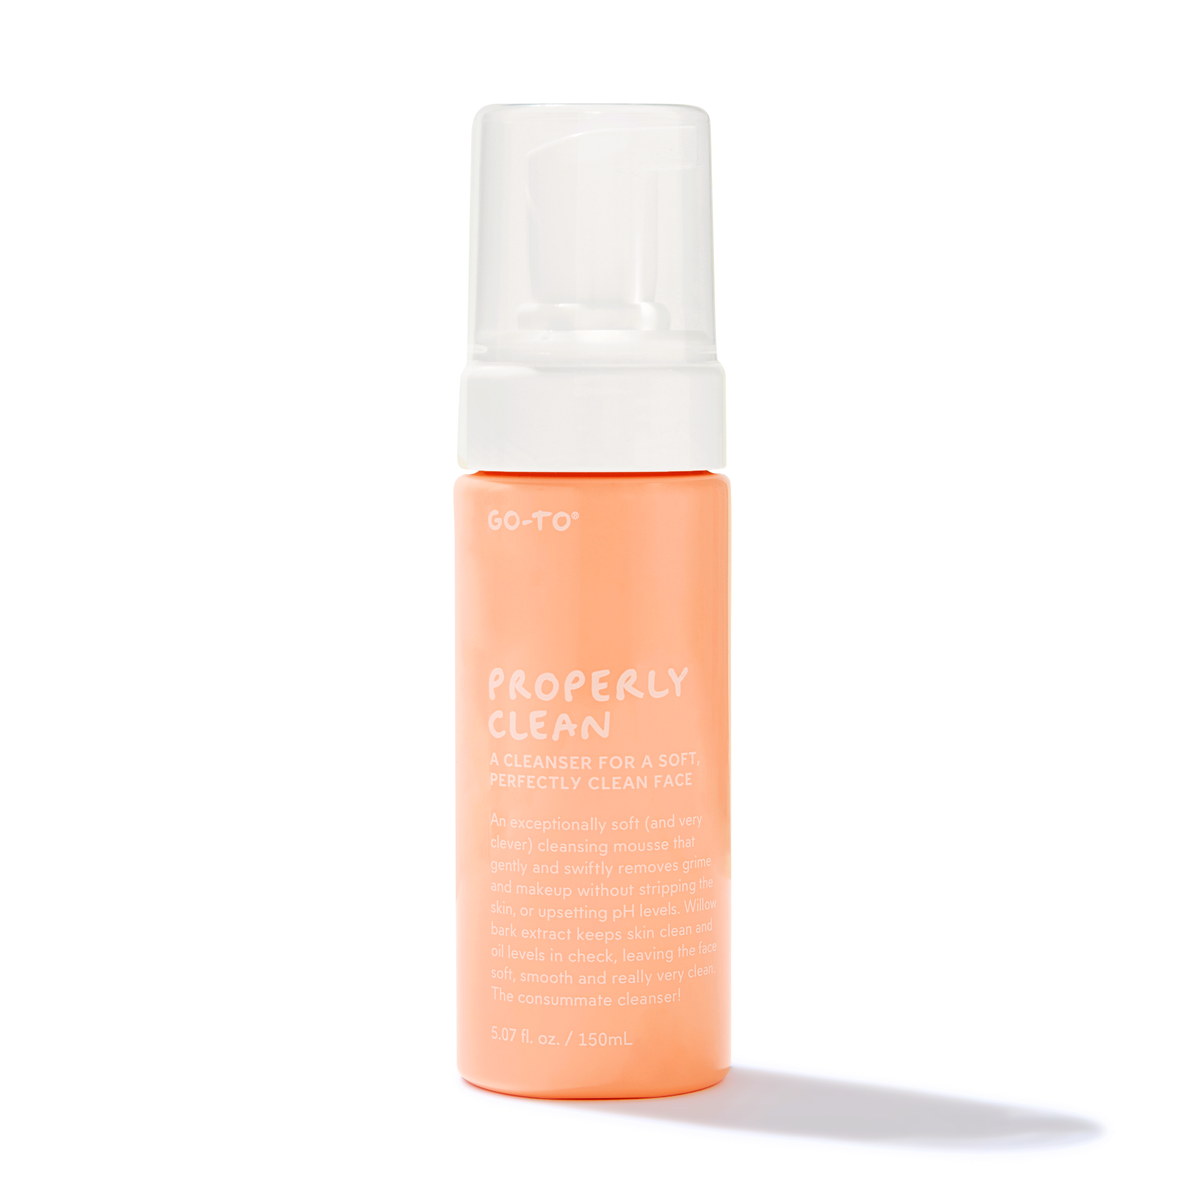 GO-TO®
PROPERLY
CLEAN
A CLEANSER FOR A SOFT,
PERFECTLY CLEAN FACE
An exceptionally soft (and very
clever) cleansing mousse that
gently and swiftly removes grime
and makeup without stripping the
skin, or upsetting pH levels. Willow
bark extract keeps skin clean and
oil levels in check, leaving the face
soft, smooth and really very clean.
The consummate cleanser!
5.07 fl. oz. / 150mL